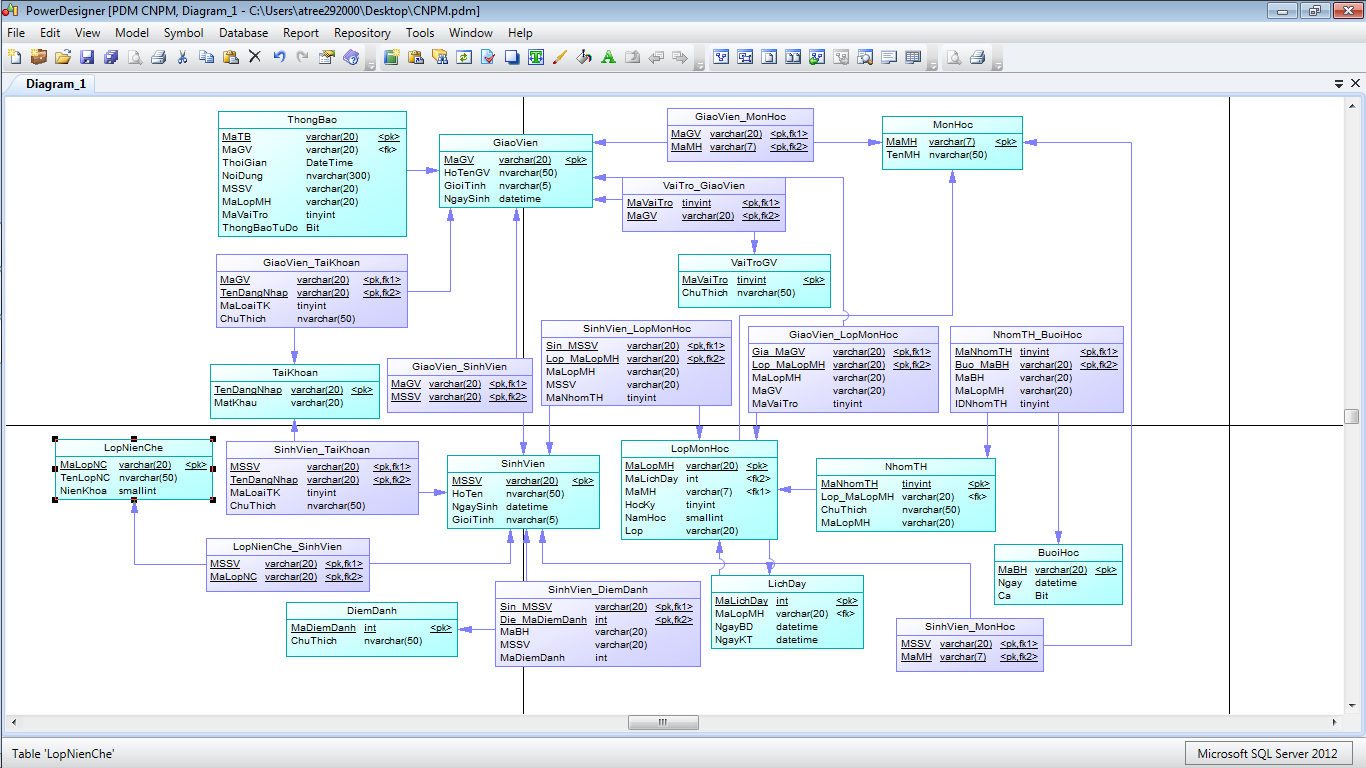 PowerDesigner [PDM CNPM, Diagram_1 - C:\Users\atree292000\Desktop\CNPM.pdm]
File Edit View Model Symbol Database Report Repository Tools Window Help
Diagram_1
ThongBao
MaTB varchar(20) <pk>
MaGV varchar(20) <fk>
ThoiGian DateTime
NoiDung nvarchar(300)
MSSV varchar(20)
MaLopMH varchar(20)
MaVaiTro tinyint
ThongBaoTuDo Bit
GiaoVien
MaGV varchar(20) <pk>
HoTenGV nvarchar(50)
GioiTinh nvarchar(5)
NgaySinh datetime
GiaoVien_MonHoc
MaGV varchar(20) <pk,fk1>
MaMH varchar(7) <pk,fk2>
MonHoc
MaMH varchar(7) <pk>
TenMH nvarchar(50)
VaiTro_GiaoVien
MaVaiTro tinyint <pk,fk1>
MaGV varchar(20) <pk,fk2>
VaiTroGV
MaVaiTro tinyint <pk>
ChuThich nvarchar(50)
GiaoVien_TaiKhoan
MaGV varchar(20) <pk,fk1>
TenDangNhap varchar(20) <pk,fk2>
MaLoaiTK tinyint
ChuThich nvarchar(50)
SinhVien_LopMonHoc
Sin_MSSV varchar(20) <pk,fk1>
Lop_MaLopMH varchar(20) <pk,fk2>
MaLopMH varchar(20)
MSSV varchar(20)
MaNhomTH tinyint
GiaoVien_LopMonHoc
Gia_MaGV varchar(20) <pk,fk1>
Lop_MaLopMH varchar(20) <pk,fk2>
MaLopMH varchar(20)
MaGV varchar(20)
MaVaiTro tinyint
NhomTH_BuoiHoc
MaNhomTH tinyint <pk,fk1>
Buo_MaBH varchar(20) <pk,fk2>
MaBH varchar(20)
MaLopMH varchar(20)
IDNhomTH tinyint
TaiKhoan
TenDangNhap varchar(20) <pk>
MatKhau varchar(20)
GiaoVien_SinhVien
MaGV varchar(20) <pk,fk1>
MSSV varchar(20) <pk,fk2>
LopNienChe
MaLopNC varchar(20) <pk>
TenLopNC nvarchar(50)
NienKhoa smallint
SinhVien_TaiKhoan
MSSV varchar(20) <pk,fk1>
TenDangNhap varchar(20) <pk,fk2>
MaLoaiTK tinyint
ChuThich nvarchar(50)
SinhVien
MSSV varchar(20) <pk>
HoTen nvarchar(50)
NgaySinh datetime
GioiTinh nvarchar(5)
LopMonHoc
MaLopMH varchar(20) <pk>
MaLichDay int <fk2>
MaMH varchar(7) <fk1>
HocKy tinyint
NamHoc smallint
Lop varchar(20)
NhomTH
MaNhomTH tinyint <pk>
Lop_MaLopMH varchar(20) <fk>
ChuThich nvarchar(50)
MaLopMH varchar(20)
LopNienChe_SinhVien
MSSV varchar(20) <pk,fk1>
MaLopNC varchar(20) <pk,fk2>
BuoiHoc
MaBH varchar(20) <pk>
Ngay datetime
Ca Bit
DiemDanh
MaDiemDanh int <pk>
ChuThich nvarchar(50)
SinhVien_DiemDanh
Sin_MSSV varchar(20) <pk,fk1>
Die_MaDiemDanh int <pk,fk2>
MaBH varchar(20)
MSSV varchar(20)
MaDiemDanh int
LichDay
MaLichDay int <pk>
MaLopMH varchar(20) <fk>
NgayBD datetime
NgayKT datetime
SinhVien_MonHoc
MSSV varchar(20) <pk,fk1>
MaMH varchar(7) <pk,fk2>
Table 'LopNienChe'
Microsoft SQL Server 2012